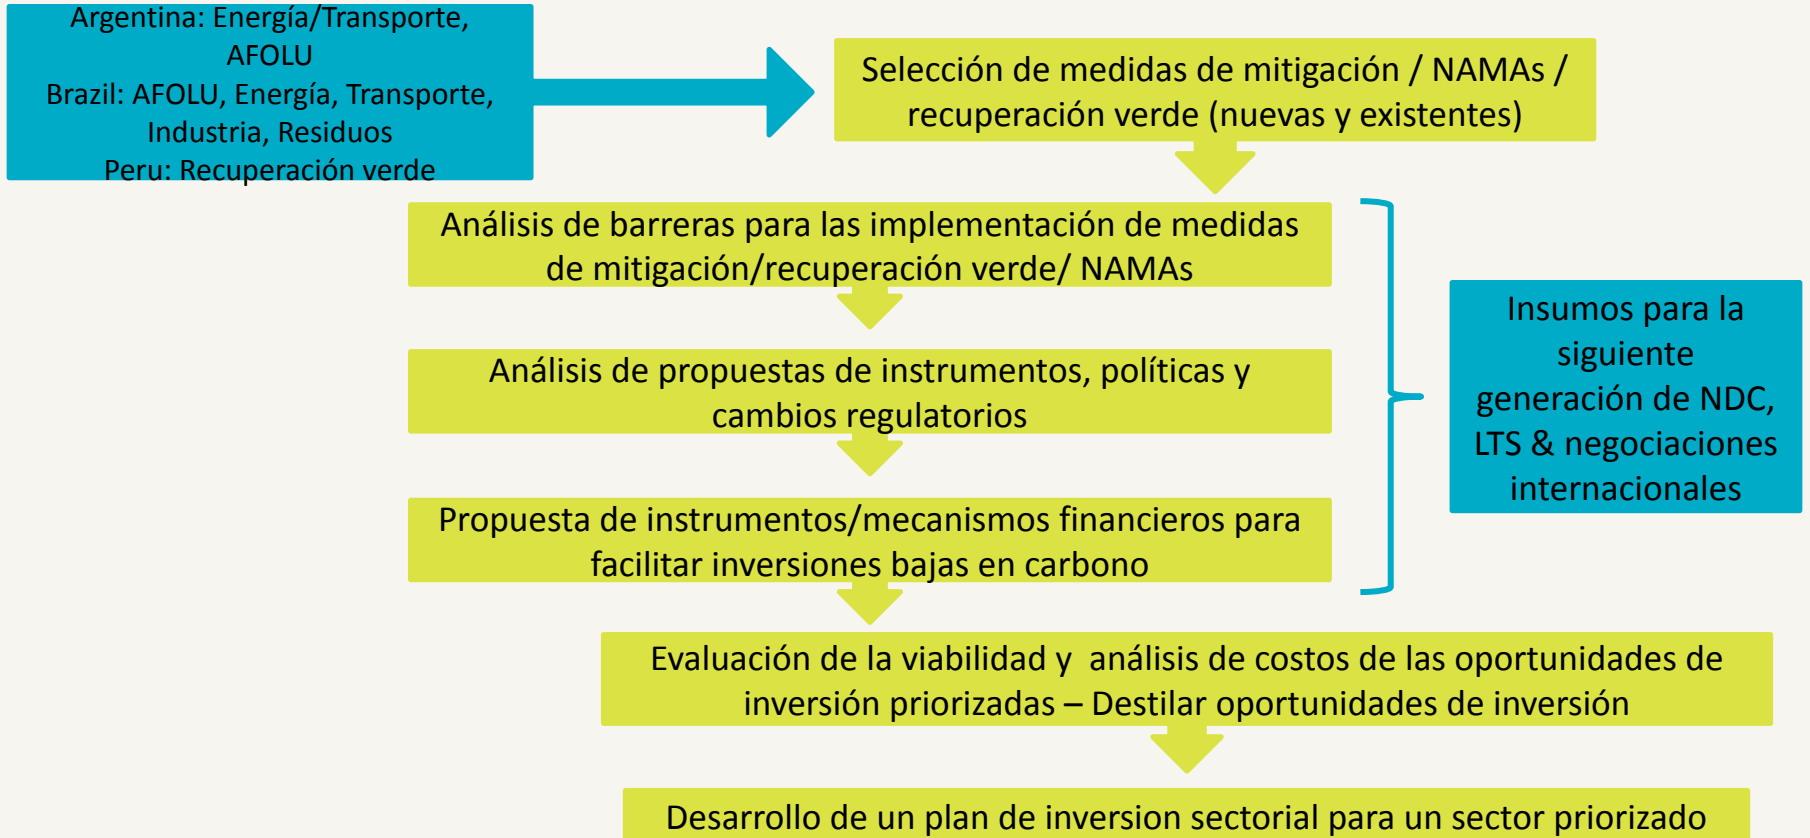 Argentina: Energía/Transporte,
AFOLU
Brazil: AFOLU, Energía, Transporte,
Industria, Residuos
Peru: Recuperación verde
Selección de medidas de mitigación / NAMAs /
recuperación verde (nuevas y existentes)
Análisis de barreras para las implementación de medidas
de mitigación/recuperación verde/ NAMAs
Análisis de propuestas de instrumentos, políticas y
cambios regulatorios
Propuesta de instrumentos/mecanismos financieros para
facilitar inversiones bajas en carbono
Insumos para la
siguiente
generación de NDC,
LTS & negociaciones
internacionales
Evaluación de la viabilidad y  análisis de costos de las oportunidades de
inversión priorizadas – Destilar oportunidades de inversión
Desarrollo de un plan de inversion sectorial para un sector priorizado